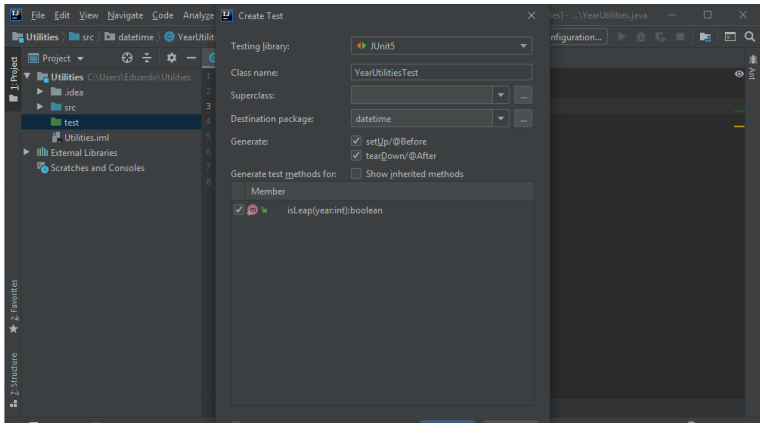 File Edit View Navigate Code Analyze
Create Test
es] - ...\YearUtilities.java
Utilities src datetime YearUtilit
nfiguration...
Project
1: Project
Utilities C:\Users\Eduardo\Utilities
.idea
src
test
Utilities.iml
External Libraries
Scratches and Consoles
2: Favorites
7: Structure
1
2
3
4
5
6
7
8
Testing library: JUnit5
Class name: YearUtilitiesTest
Superclass: ...
Destination package: datetime ...
Generate: setUp/@Before
tearDown/@After
Generate test methods for: Show inherited methods
Member
isLeap(year:int):boolean
Ant